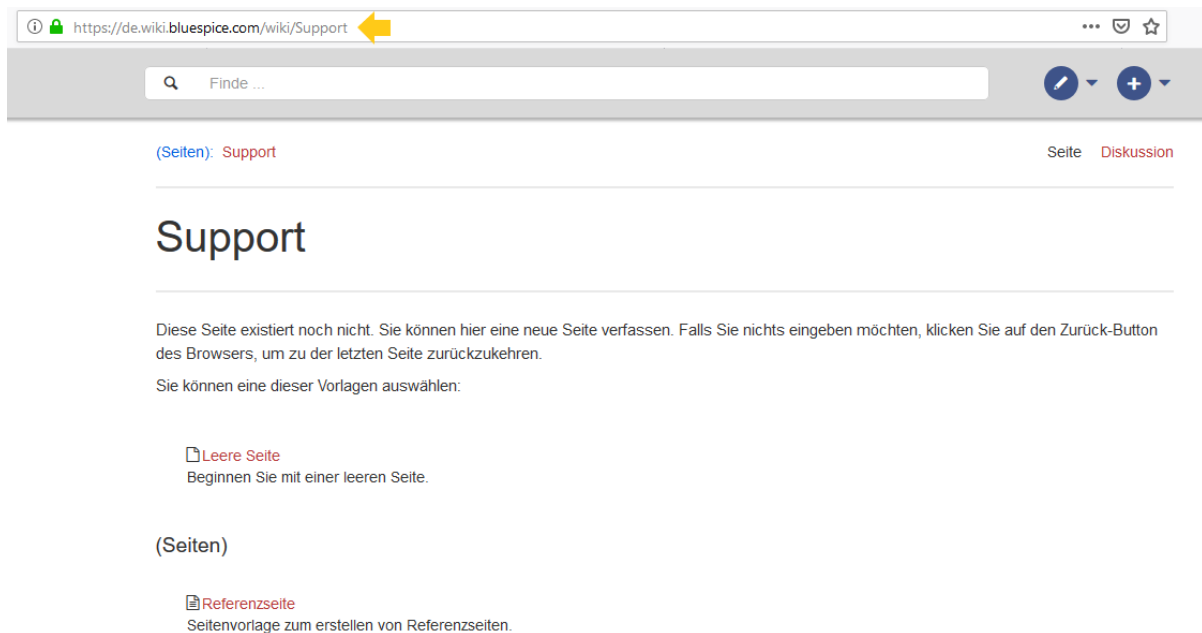 https://de.wiki.bluespice.com/wiki/Support
Finde ...
(Seiten): Support
Seite Diskussion
Support
Diese Seite existiert noch nicht. Sie können hier eine neue Seite verfassen. Falls Sie nichts eingeben möchten, klicken Sie auf den Zurück-Button
des Browsers, um zu der letzten Seite zurückzukehren.
Sie können eine dieser Vorlagen auswählen:
Leere Seite
Beginnen Sie mit einer leeren Seite.
(Seiten)
Referenzseite
Seitenvorlage zum erstellen von Referenzseiten.